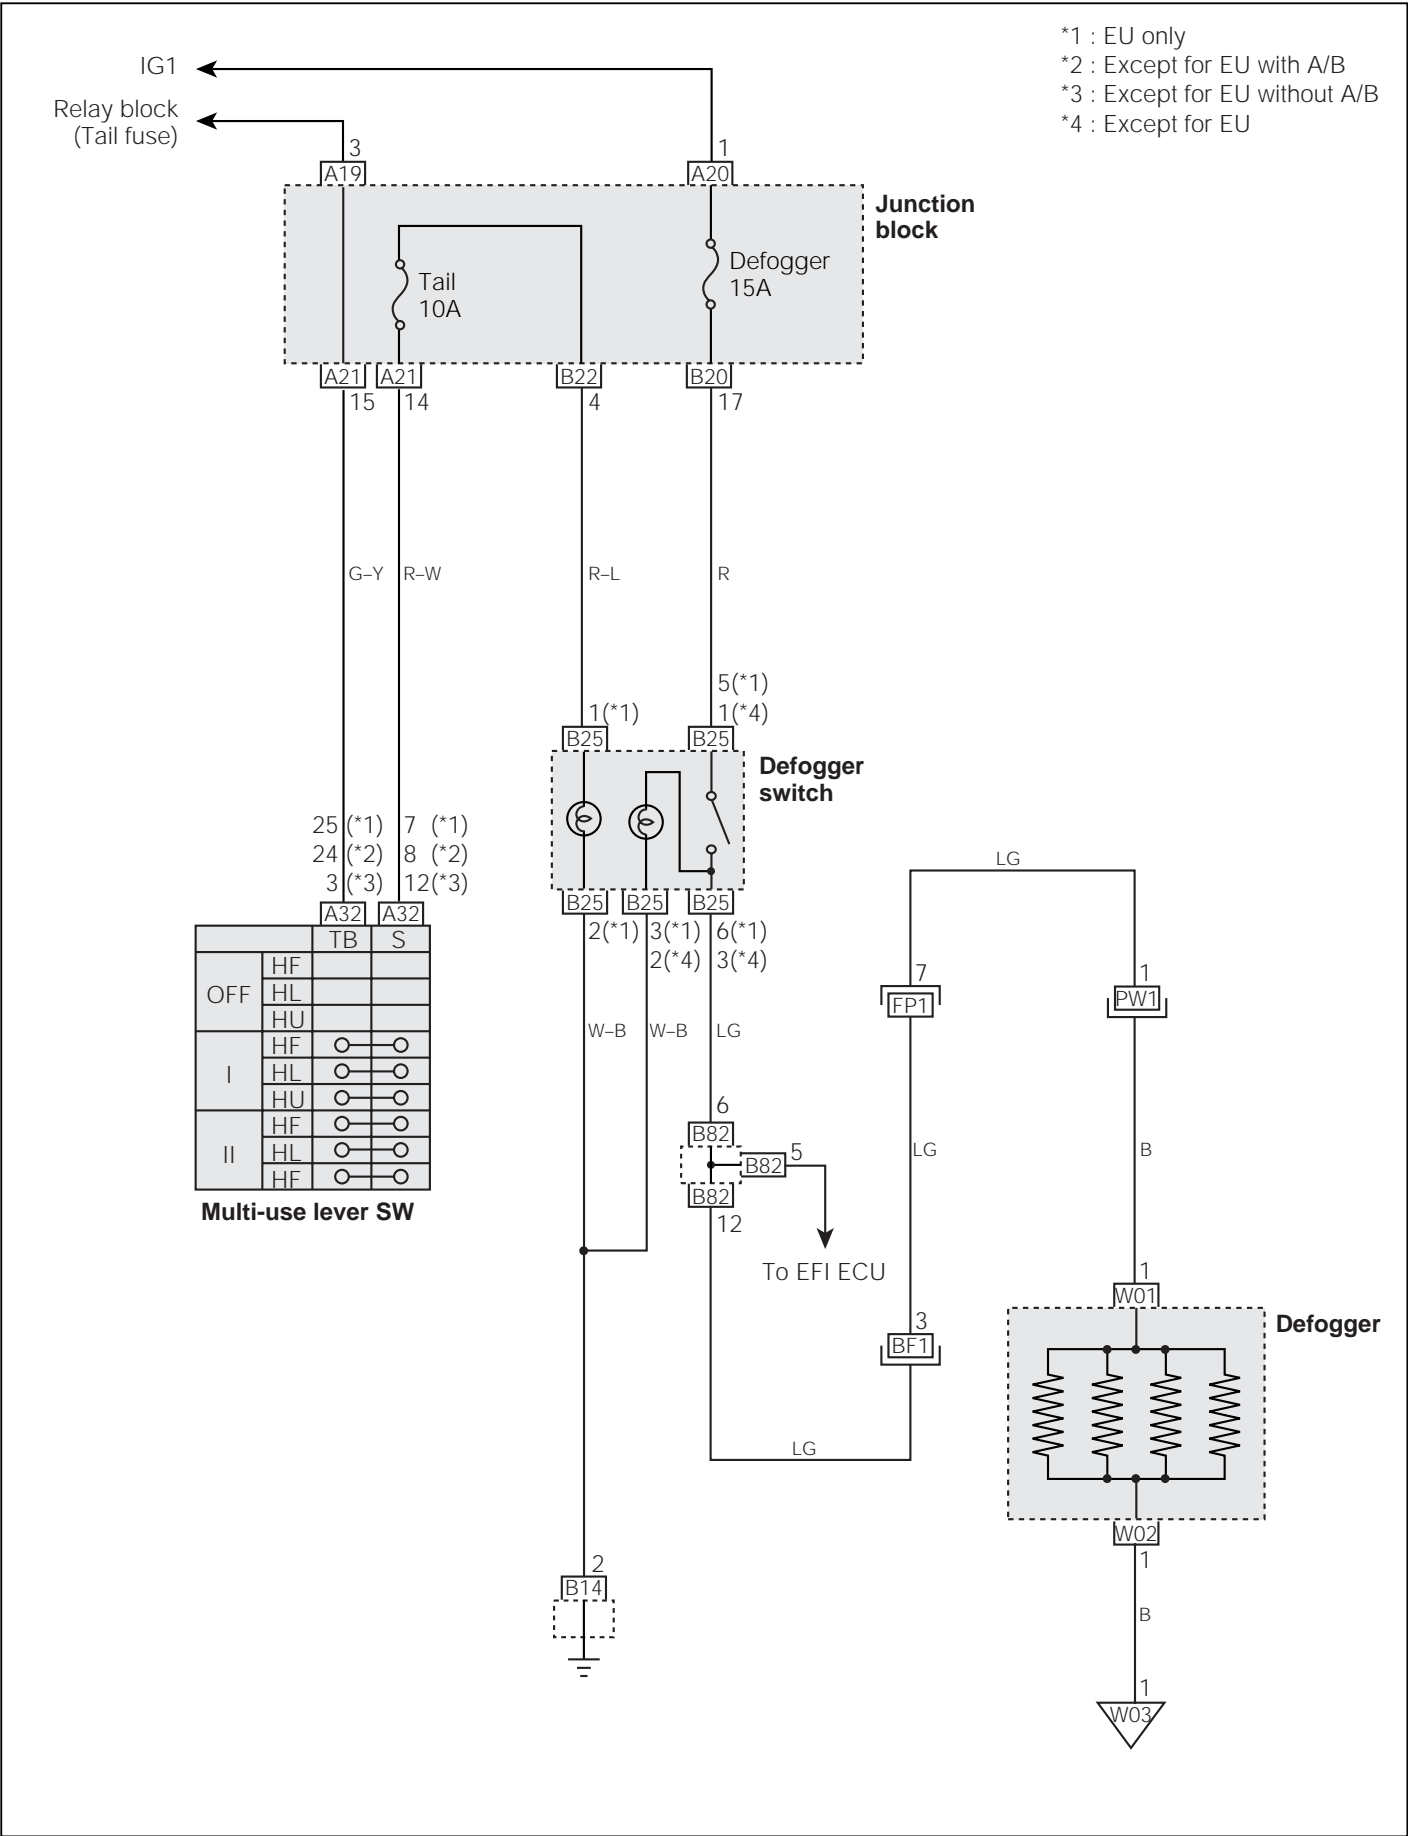 *1 : EU only
*2 : Except for EU with A/B
*3 : Except for EU without A/B
*4 : Except for EU
IG1
Relay block
(Tail fuse)
3
1
A19
A20
Junction
block
Tail
10A
Defogger
15A
A21
A21
B22
B20
15
14
4
17
G–Y
R–W
R–L
R
5(*1)
1(*1)
1(*4)
B25
B25
Defogger
switch
25 (*1)
7 (*1)
24 (*2)
8 (*2)
3 (*3)
12(*3)
A32
A32
B25
B25
B25
2(*1)
3(*1)
6(*1)
2(*4)
3(*4)
TB
S
OFF
HF
HL
HU
I
HF
HL
HU
II
HF
HL
HF
Multi-use lever SW
W–B
W–B
LG
LG
7
FP1
1
PW1
6
B82
B82
5
B82
12
To EFI ECU
LG
B
3
BF1
LG
1
W01
Defogger
W02
1
B
1
W03
2
B14